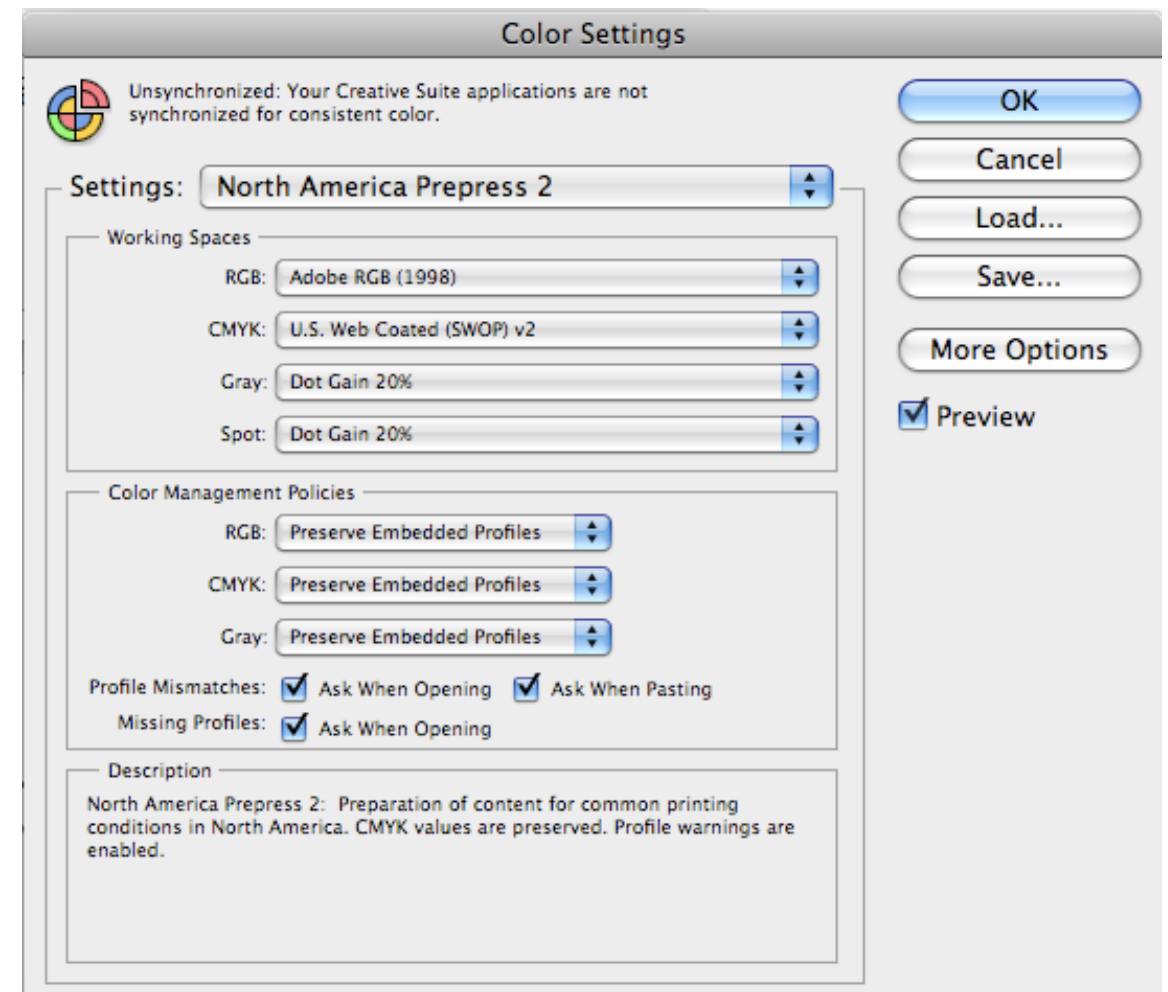 Color Settings
Unsynchronized: Your Creative Suite applications are not
synchronized for consistent color.
OK
Cancel
Load...
Save...
More Options
Preview
Settings: North America Prepress 2
Working Spaces
RGB: Adobe RGB (1998)
CMYK: U.S. Web Coated (SWOP) v2
Gray: Dot Gain 20%
Spot: Dot Gain 20%
Color Management Policies
RGB: Preserve Embedded Profiles
CMYK: Preserve Embedded Profiles
Gray: Preserve Embedded Profiles
Profile Mismatches: Ask When Opening Ask When Pasting
Missing Profiles: Ask When Opening
Description
North America Prepress 2: Preparation of content for common printing
conditions in North America. CMYK values are preserved. Profile warnings are
enabled.